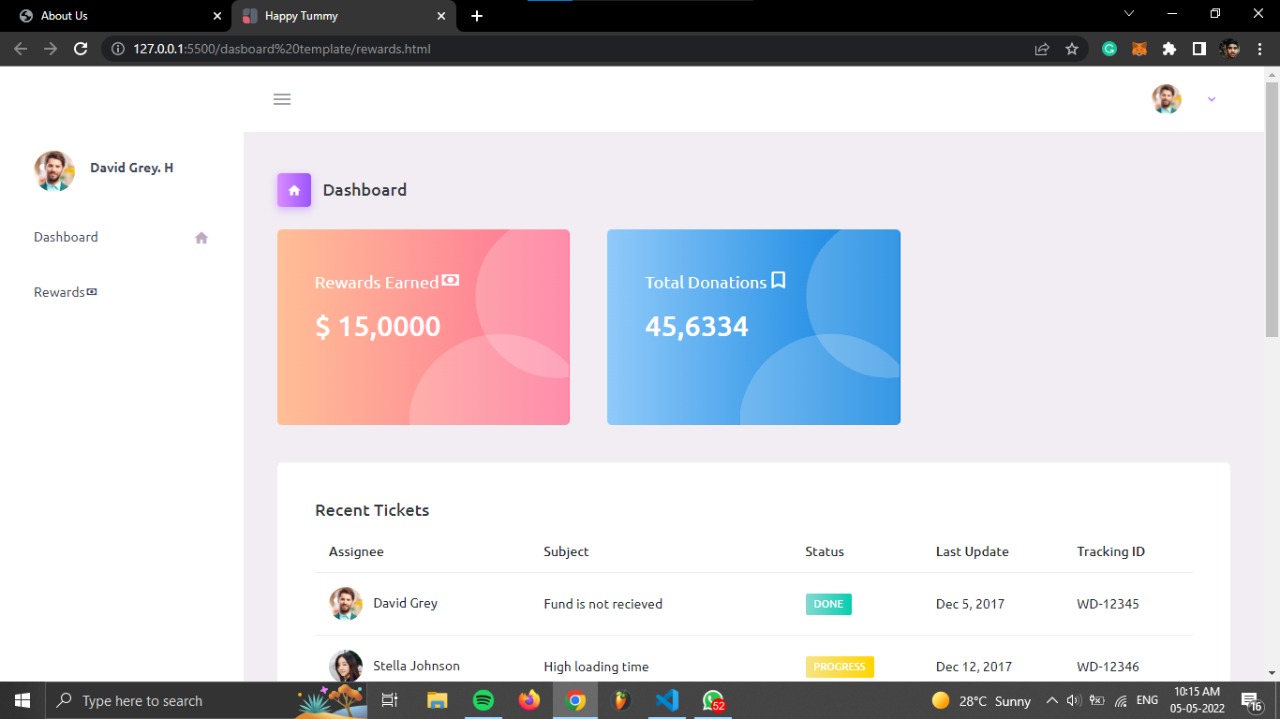 About Us
Happy Tummy
127.0.0.1:5500/dasboard%20template/rewards.html
David Grey. H
Dashboard
Rewards
Dashboard
Rewards Earned
$ 15,0000
Total Donations
45,6334
Recent Tickets
Assignee Subject Status Last Update Tracking ID
David Grey Fund is not recieved DONE Dec 5, 2017 WD-12345
Stella Johnson High loading time PROGRESS Dec 12, 2017 WD-12346
Type here to search
52
28°C Sunny
ENG
10:15 AM
05-05-2022
16